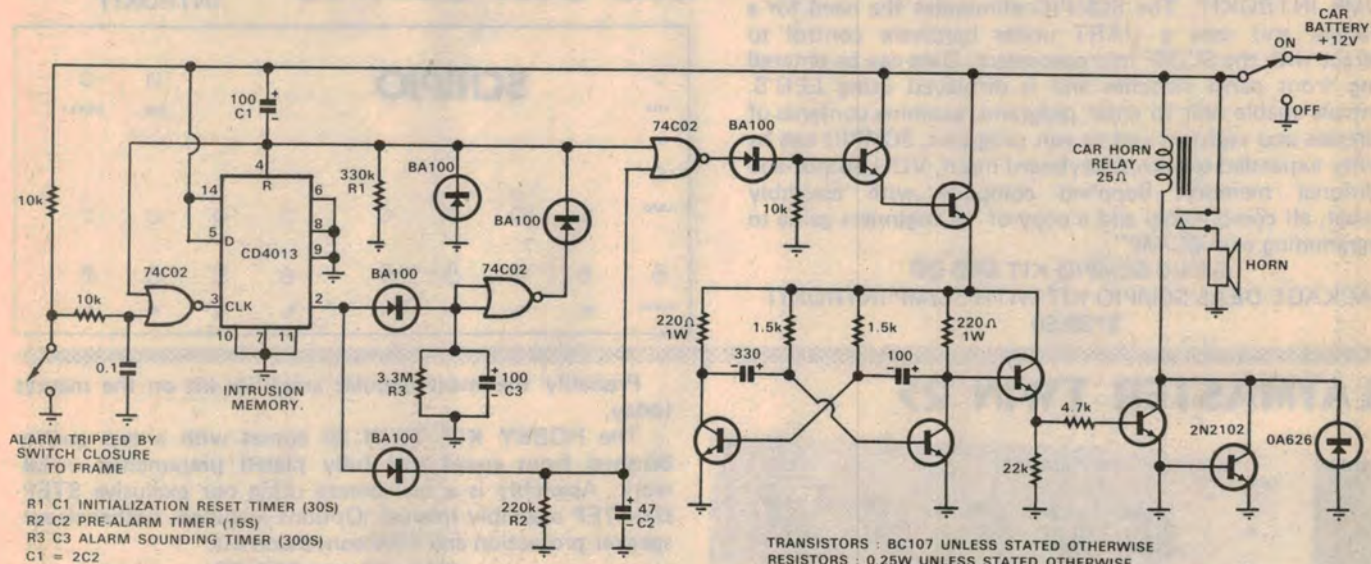 CAR
BATTERY
+12V
ON
OFF
100
C1
74C02
BA100
CAR HORN
RELAY
25Ω
10k
4
R
14
6
330k
R1
BA100
BA100
5
D
8
CD4013
9
10k
74C02
BA100
74C02
HORN
10k
3
CLK
2
220Ω
1W
1.5k
1.5k
220Ω
1W
10
7
11
0.1
INTRUSION
MEMORY.
3.3M
R3
100
C3
330
100
4.7k
2N2102
0A626
ALARM TRIPPED BY
SWITCH CLOSURE
TO FRAME
BA100
22k
220k
R2
47
C2
R1 C1 INITIALIZATION RESET TIMER (30S)
R2 C2 PRE-ALARM TIMER (15S)
R3 C3 ALARM SOUNDING TIMER (300S)
C1 = 2C2
TRANSISTORS : BC107 UNLESS STATED OTHERWISE
RESISTORS : 0.25W UNLESS STATED OTHERWISE